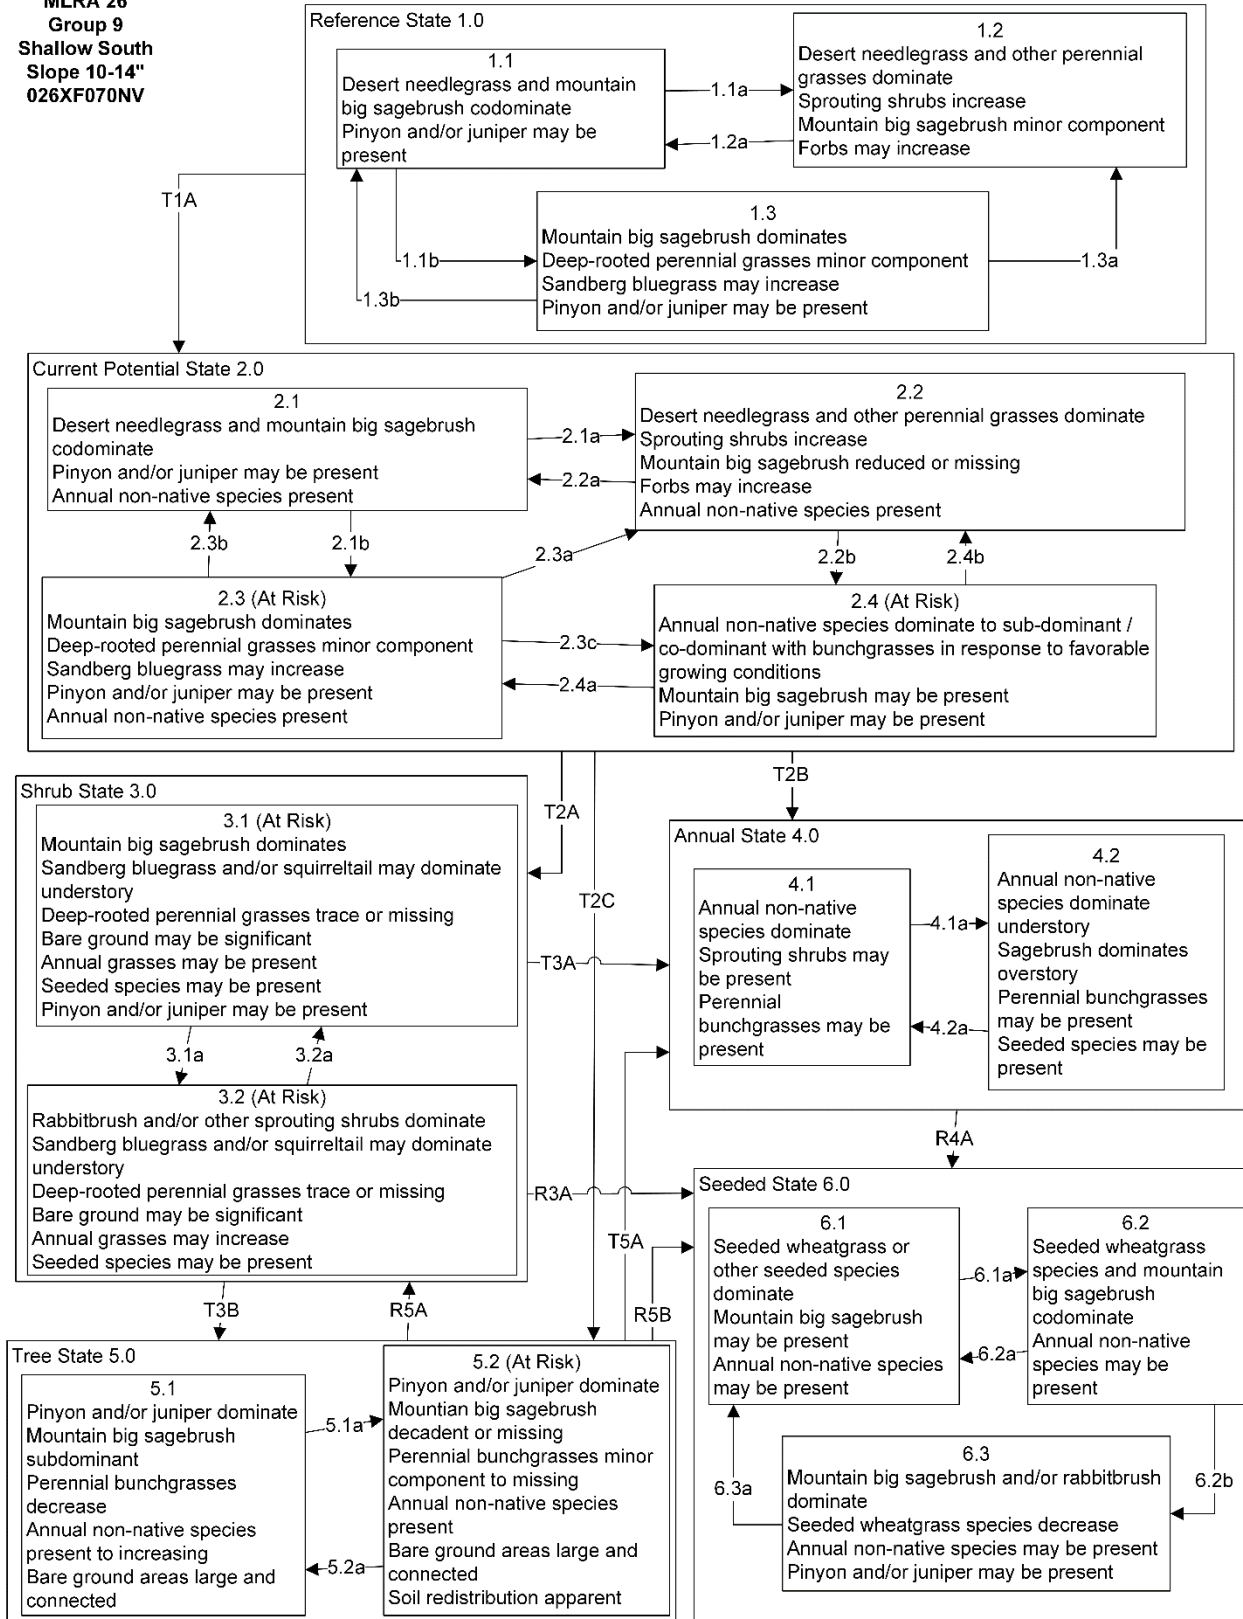 MLRA 26
Group 9
Shallow South
Slope 10-14"
026XF070NV
Reference State 1.0
1.1
Desert needlegrass and mountain
big sagebrush codominate
Pinyon and/or juniper may be
present
1.1a
1.2a
1.2
Desert needlegrass and other perennial
grasses dominate
Sprouting shrubs increase
Mountain big sagebrush minor component
Forbs may increase
T1A
1.1b
1.3b
1.3
Mountain big sagebrush dominates
Deep-rooted perennial grasses minor component
Sandberg bluegrass may increase
Pinyon and/or juniper may be present
1.3a
Current Potential State 2.0
2.1
Desert needlegrass and mountain big sagebrush
codominate
Pinyon and/or juniper may be present
Annual non-native species present
2.1a
2.2a
2.2
Desert needlegrass and other perennial grasses dominate
Sprouting shrubs increase
Mountain big sagebrush reduced or missing
Forbs may increase
Annual non-native species present
2.3b
2.1b
2.3a
2.2b
2.4b
2.3 (At Risk)
Mountain big sagebrush dominates
Deep-rooted perennial grasses minor component
Sandberg bluegrass may increase
Pinyon and/or juniper may be present
Annual non-native species present
2.3c
2.4a
2.4 (At Risk)
Annual non-native species dominate to sub-dominant /
co-dominant with bunchgrasses in response to favorable
growing conditions
Mountain big sagebrush may be present
Pinyon and/or juniper may be present
T2A
T2C
T2B
Shrub State 3.0
3.1 (At Risk)
Mountain big sagebrush dominates
Sandberg bluegrass and/or squirreltail may dominate
understory
Deep-rooted perennial grasses trace or missing
Bare ground may be significant
Annual grasses may be present
Seeded species may be present
Pinyon and/or juniper may be present
3.1a
3.2a
3.2 (At Risk)
Rabbitbrush and/or other sprouting shrubs dominate
Sandberg bluegrass and/or squirreltail may dominate
understory
Deep-rooted perennial grasses trace or missing
Bare ground may be significant
Annual grasses may increase
Seeded species may be present
T3A
Annual State 4.0
4.1
Annual non-native
species dominate
Sprouting shrubs may
be present
Perennial
bunchgrasses may be
present
4.1a
4.2a
4.2
Annual non-native
species dominate
understory
Sagebrush dominates
overstory
Perennial bunchgrasses
may be present
Seeded species may be
present
R4A
R3A
T5A
R5B
T3B
R5A
Tree State 5.0
5.1
Pinyon and/or juniper dominate
Mountain big sagebrush
subdominant
Perennial bunchgrasses
decrease
Annual non-native species
present to increasing
Bare ground areas large and
connected
5.1a
5.2a
5.2 (At Risk)
Pinyon and/or juniper dominate
Mountian big sagebrush
decadent or missing
Perennial bunchgrasses minor
component to missing
Annual non-native species
present
Bare ground areas large and
connected
Soil redistribution apparent
Seeded State 6.0
6.1
Seeded wheatgrass or
other seeded species
dominate
Mountain big sagebrush
may be present
Annual non-native species
may be present
6.1a
6.2a
6.2
Seeded wheatgrass
species and mountain
big sagebrush
codominate
Annual non-native
species may be
present
6.3a
6.2b
6.3
Mountain big sagebrush and/or rabbitbrush
dominate
Seeded wheatgrass species decrease
Annual non-native species may be present
Pinyon and/or juniper may be present